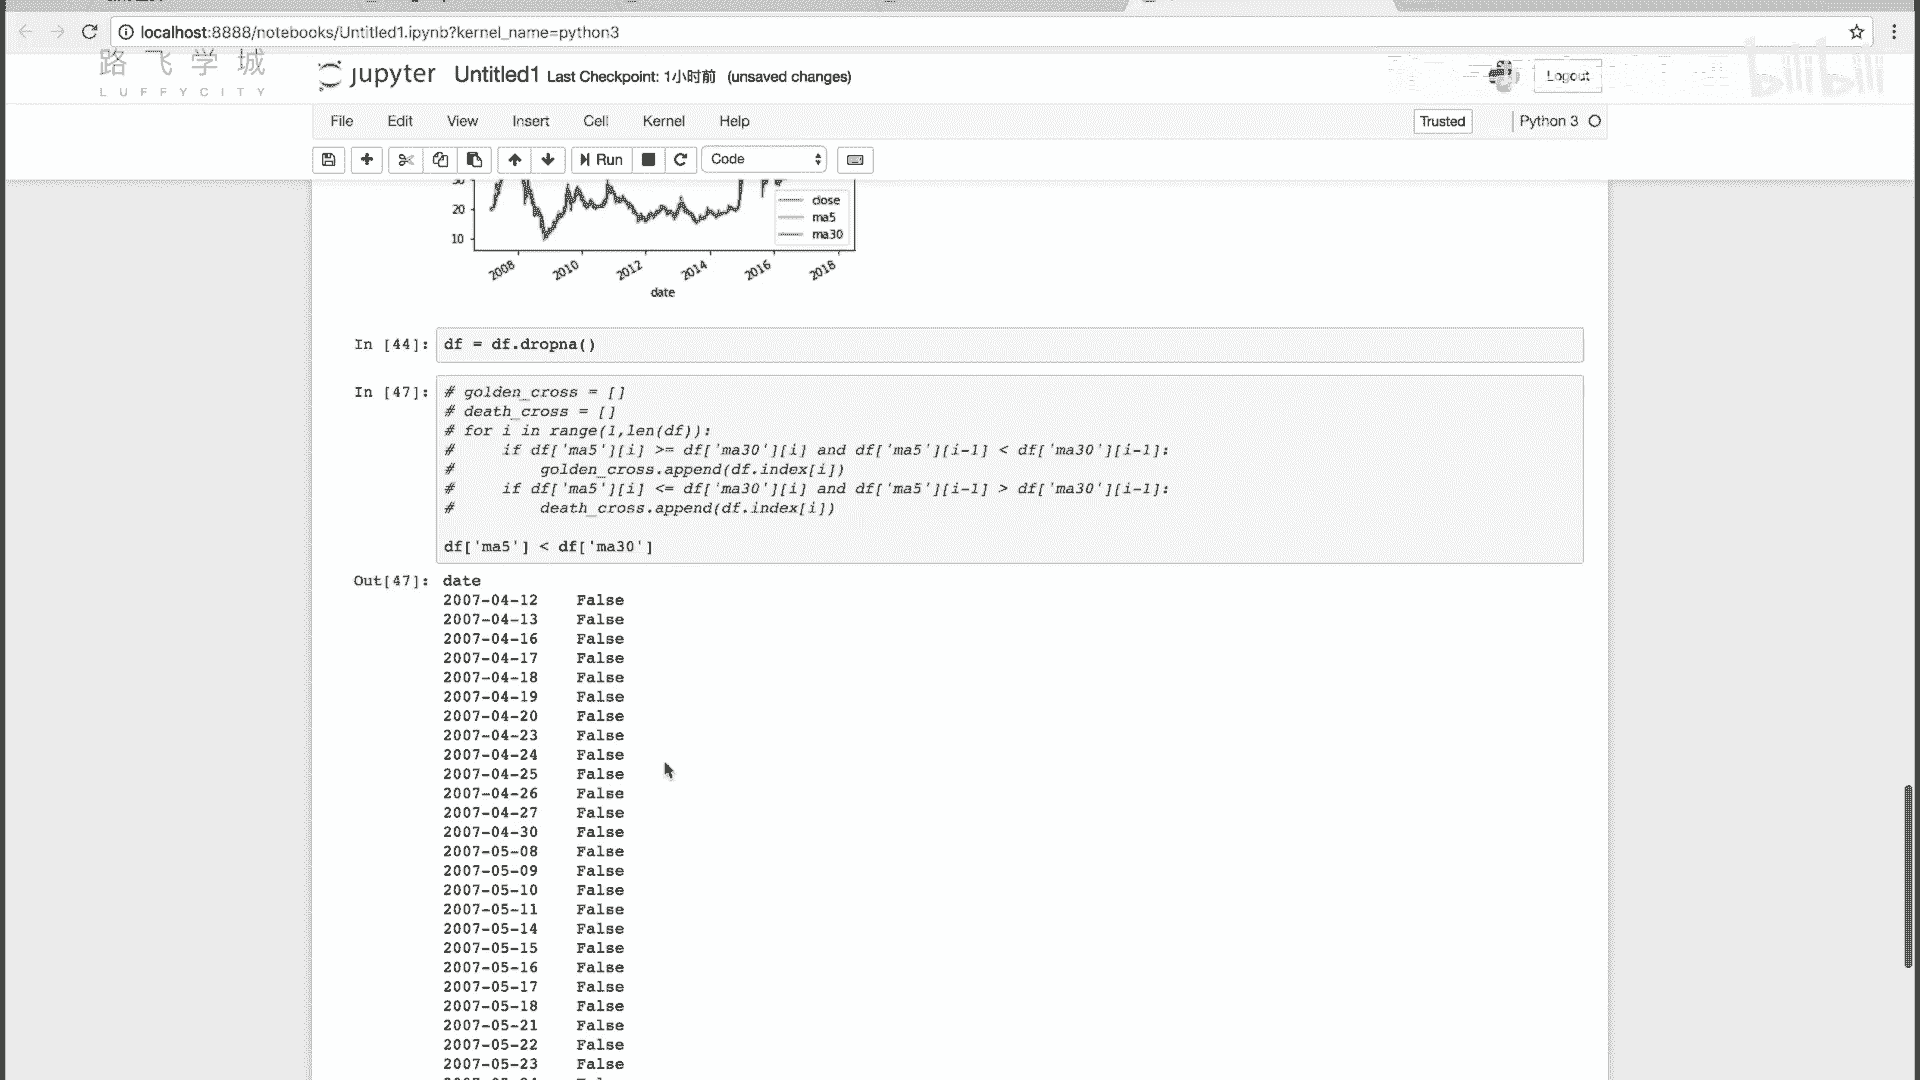 localhost:8888/notebooks/Untitled1.ipynb?kernel_name=python3
路飞学城
LUFFYCITY
jupyter Untitled1 Last Checkpoint: 1小时前 (unsaved changes)
Logout
bilibili
File Edit View Insert Cell Kernel Help
Trusted
Python 3
Run
Code
close
20
ma5
ma30
10
2008 2010 2012 2014 2016 2018
date
In [44]: df = df.dropna()
In [47]: # golden_cross = []
# death_cross = []
# for i in range(1,len(df)):
#     if df['ma5'][i] >= df['ma30'][i] and df['ma5'][i-1] < df['ma30'][i-1]:
#         golden_cross.append(df.index[i])
#     if df['ma5'][i] <= df['ma30'][i] and df['ma5'][i-1] > df['ma30'][i-1]:
#         death_cross.append(df.index[i])
df['ma5'] < df['ma30']
Out[47]: date
2007-04-12    False
2007-04-13    False
2007-04-16    False
2007-04-17    False
2007-04-18    False
2007-04-19    False
2007-04-20    False
2007-04-23    False
2007-04-24    False
2007-04-25    False
2007-04-26    False
2007-04-27    False
2007-04-30    False
2007-05-08    False
2007-05-09    False
2007-05-10    False
2007-05-11    False
2007-05-14    False
2007-05-15    False
2007-05-16    False
2007-05-17    False
2007-05-18    False
2007-05-21    False
2007-05-22    False
2007-05-23    False